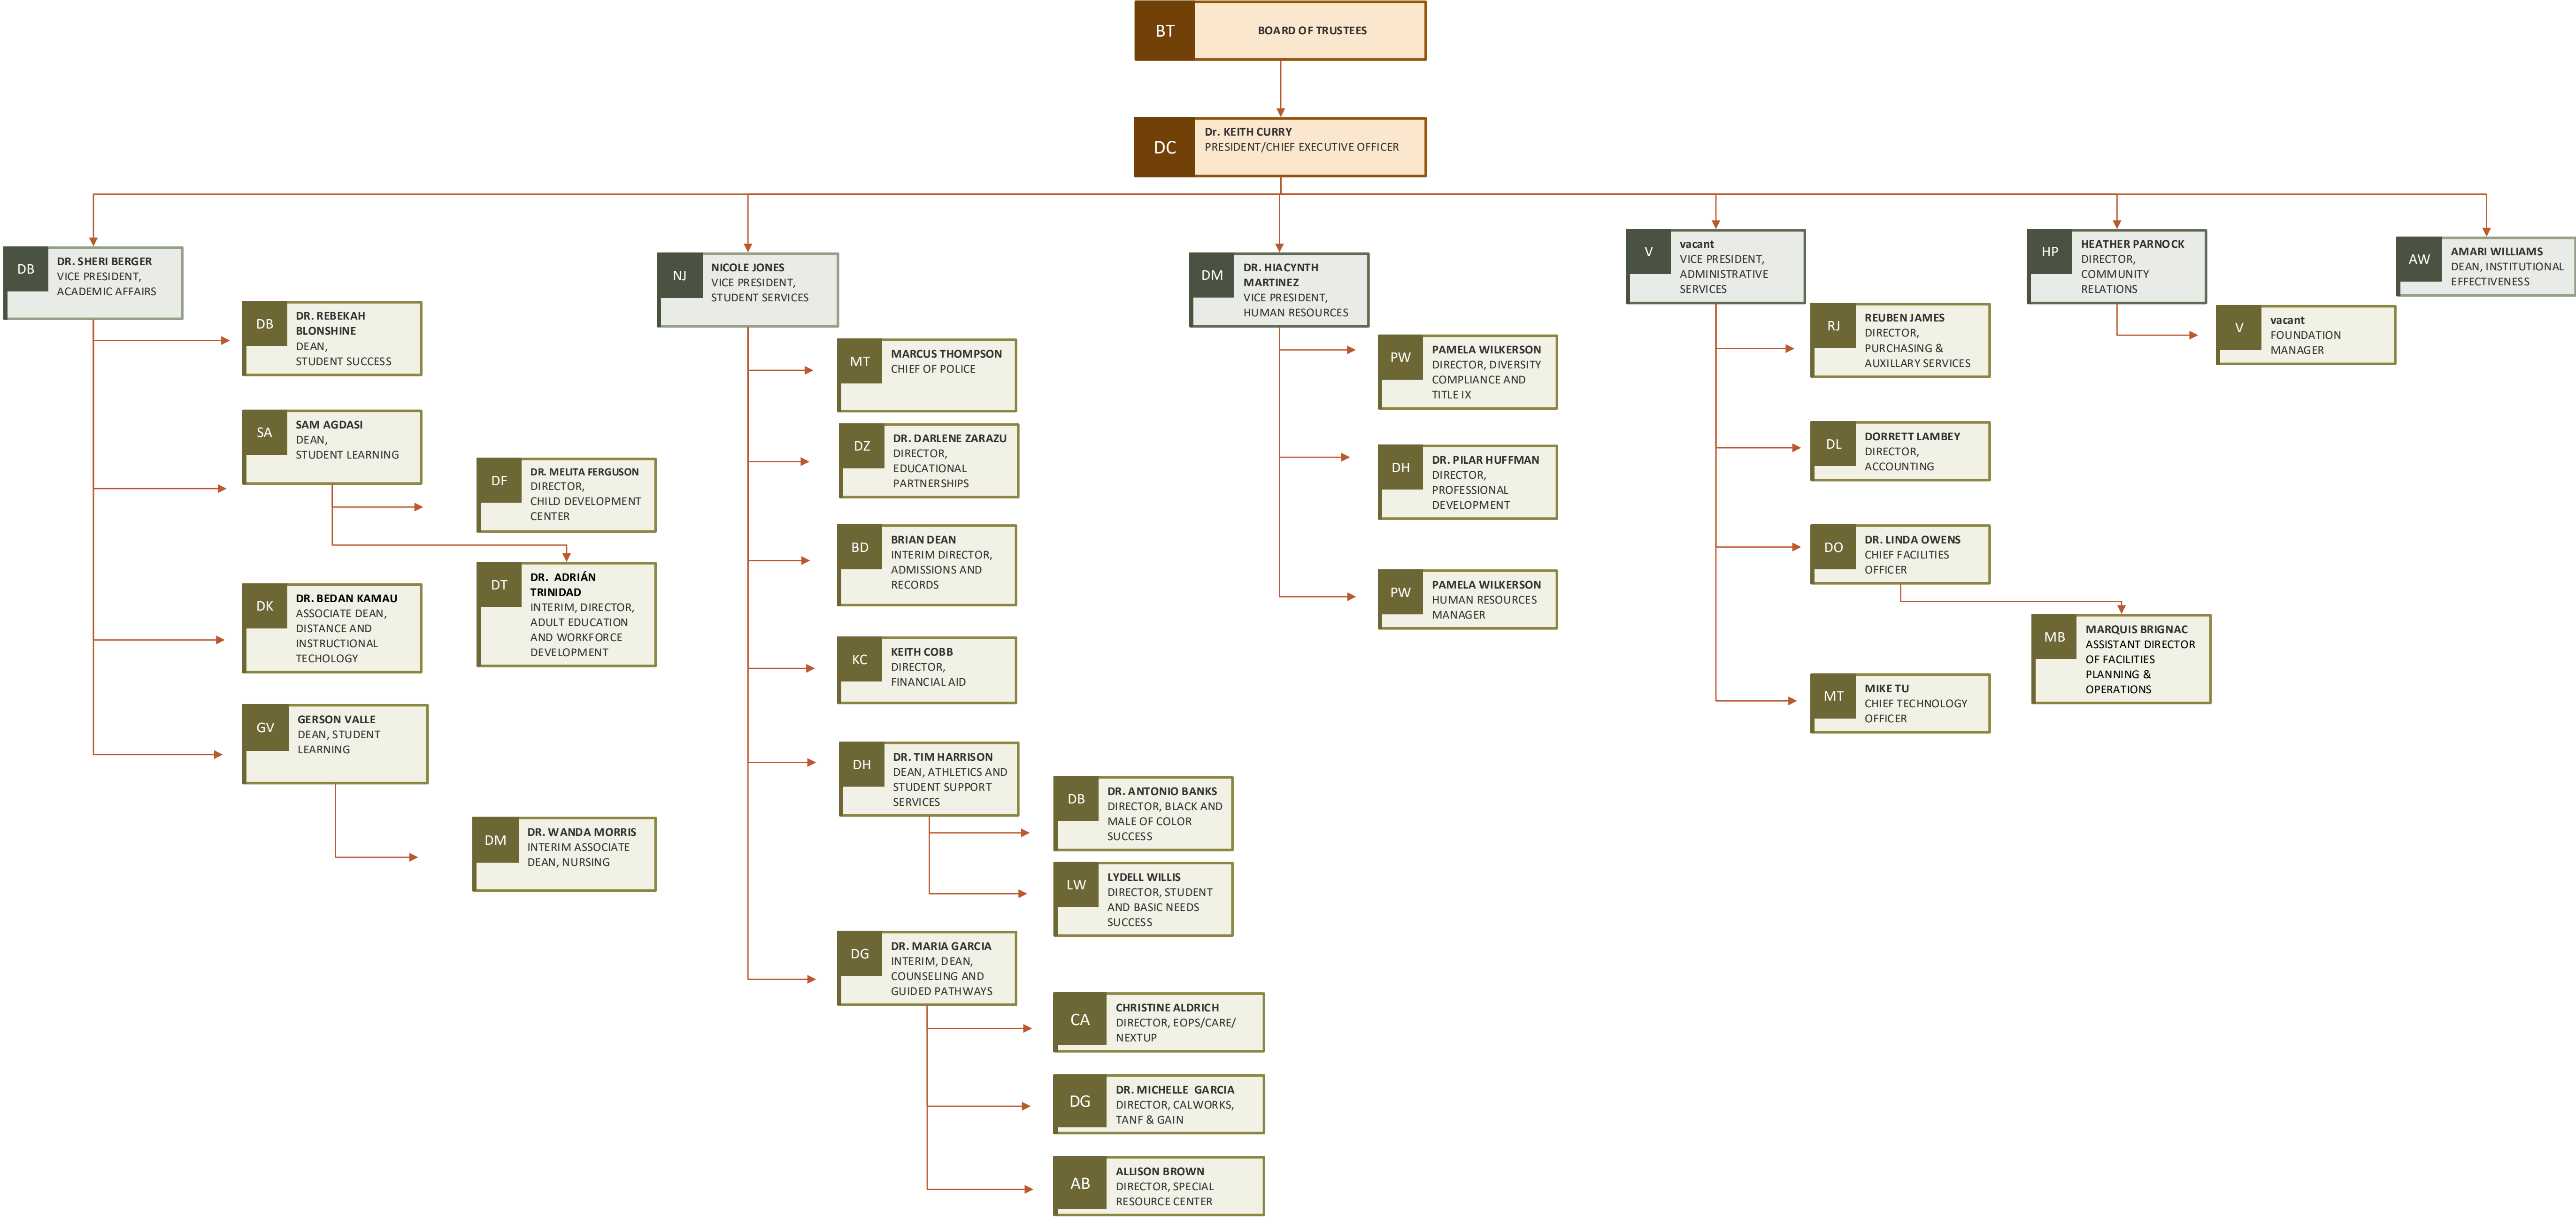 BT
BOARD OF TRUSTEES
DC
Dr. KEITH CURRY
PRESIDENT/CHIEF EXECUTIVE OFFICER
DB
DR. SHERI BERGER
VICE PRESIDENT,
ACADEMIC AFFAIRS
DB
DR. REBEKAH
BLONSHINE
DEAN,
STUDENT SUCCESS
SA
SAM AGDASI
DEAN,
STUDENT LEARNING
DF
DR. MELITA FERGUSON
DIRECTOR,
CHILD DEVELOPMENT
CENTER
DT
DR.  ADRIÁN
TRINIDAD
INTERIM, DIRECTOR,
ADULT EDUCATION
AND WORKFORCE
DEVELOPMENT
DK
DR. BEDAN KAMAU
ASSOCIATE DEAN,
DISTANCE AND
INSTRUCTIONAL
TECHOLOGY
GV
GERSON VALLE
DEAN, STUDENT
LEARNING
DM
DR. WANDA MORRIS
INTERIM ASSOCIATE
DEAN, NURSING
NJ
NICOLE JONES
VICE PRESIDENT,
STUDENT SERVICES
MT
MARCUS THOMPSON
CHIEF OF POLICE
DZ
DR. DARLENE ZARAZU
DIRECTOR,
EDUCATIONAL
PARTNERSHIPS
BD
BRIAN DEAN
INTERIM DIRECTOR,
ADMISSIONS AND
RECORDS
KC
KEITH COBB
DIRECTOR,
FINANCIAL AID
DH
DR. TIM HARRISON
DEAN, ATHLETICS AND
STUDENT SUPPORT
SERVICES
DB
DR. ANTONIO BANKS
DIRECTOR, BLACK AND
MALE OF COLOR
SUCCESS
LW
LYDELL WILLIS
DIRECTOR, STUDENT
AND BASIC NEEDS
SUCCESS
DG
DR. MARIA GARCIA
INTERIM, DEAN,
COUNSELING AND
GUIDED PATHWAYS
CA
CHRISTINE ALDRICH
DIRECTOR, EOPS/CARE/
NEXTUP
DG
DR. MICHELLE  GARCIA
DIRECTOR, CALWORKS,
TANF & GAIN
AB
ALLISON BROWN
DIRECTOR, SPECIAL
RESOURCE CENTER
DM
DR. HIACYNTH
MARTINEZ
VICE PRESIDENT,
HUMAN RESOURCES
PW
PAMELA WILKERSON
DIRECTOR, DIVERSITY
COMPLIANCE AND
TITLE IX
DH
DR. PILAR HUFFMAN
DIRECTOR,
PROFESSIONAL
DEVELOPMENT
PW
PAMELA WILKERSON
HUMAN RESOURCES
MANAGER
V
vacant
VICE PRESIDENT,
ADMINISTRATIVE
SERVICES
RJ
REUBEN JAMES
DIRECTOR,
PURCHASING &
AUXILLARY SERVICES
DL
DORRETT LAMBEY
DIRECTOR,
ACCOUNTING
DO
DR. LINDA OWENS
CHIEF FACILITIES
OFFICER
MB
MARQUIS BRIGNAC
ASSISTANT DIRECTOR
OF FACILITIES
PLANNING &
OPERATIONS
MT
MIKE TU
CHIEF TECHNOLOGY
OFFICER
HP
HEATHER PARNOCK
DIRECTOR,
COMMUNITY
RELATIONS
V
vacant
FOUNDATION
MANAGER
AW
AMARI WILLIAMS
DEAN, INSTITUTIONAL
EFFECTIVENESS